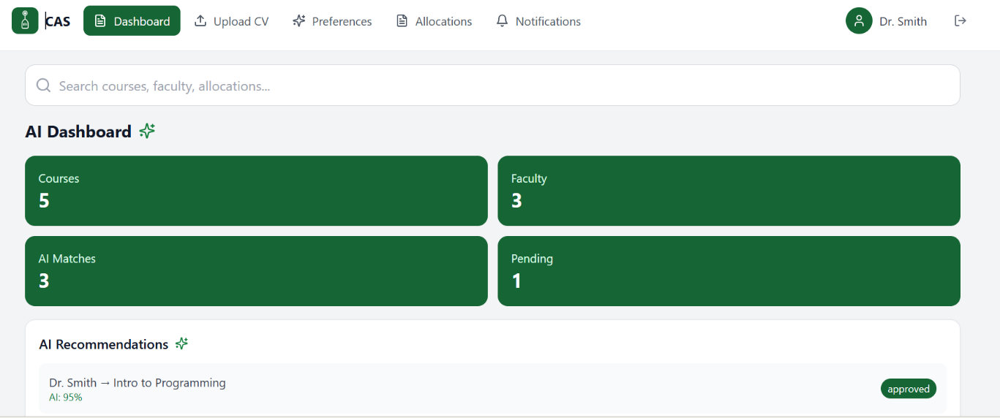 CAS Dashboard Upload CV Preferences Allocations Notifications Dr. Smith
Search courses, faculty, allocations...
AI Dashboard
Courses
5
Faculty
3
AI Matches
3
Pending
1
AI Recommendations
Dr. Smith → Intro to Programming
AI: 95%
approved